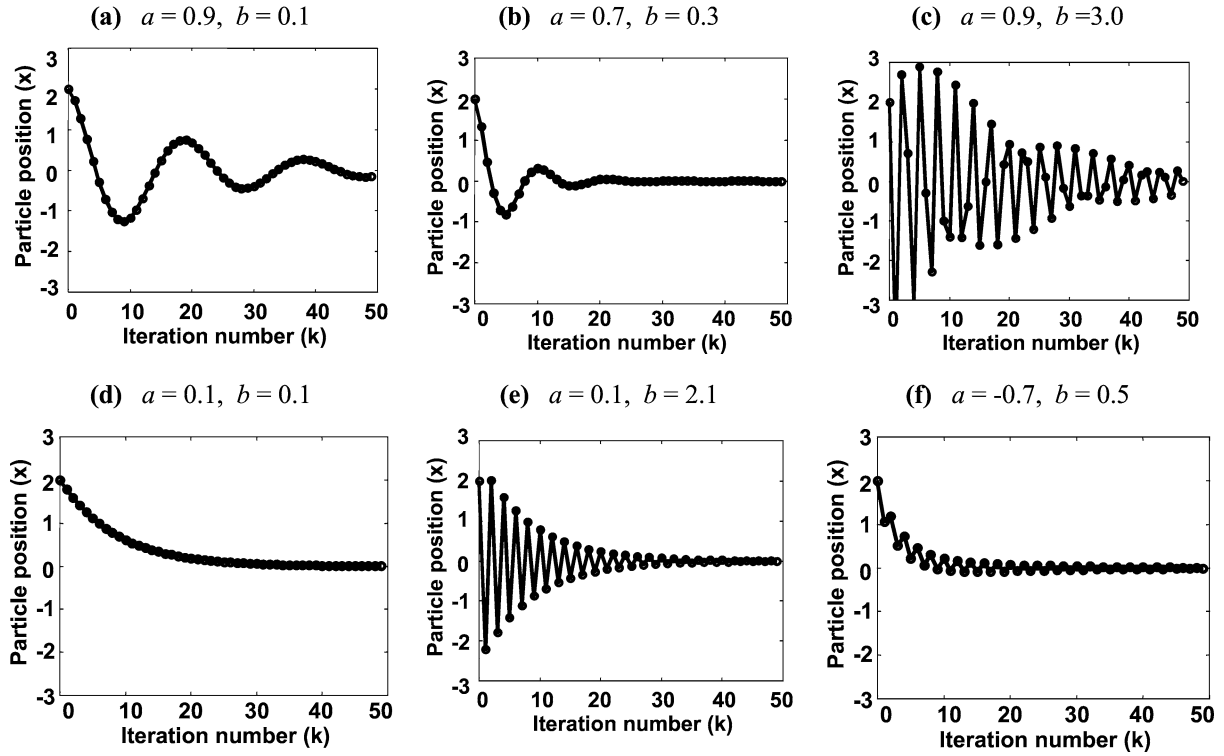 (a) a = 0.9, b = 0.1
3
2
1
0
-1
-2
-3
Particle position (x)
0 10 20 30 40 50
Iteration number (k)
(b) a = 0.7, b = 0.3
3
2
1
0
-1
-2
-3
Particle position (x)
0 10 20 30 40 50
Iteration number (k)
(c) a = 0.9, b =3.0
3
2
1
0
-1
-2
-3
Particle position (x)
0 10 20 30 40 50
Iteration number (k)
(d) a = 0.1, b = 0.1
3
2
1
0
-1
-2
-3
Particle position (x)
0 10 20 30 40 50
Iteration number (k)
(e) a = 0.1, b = 2.1
3
2
1
0
-1
-2
-3
Particle position (x)
0 10 20 30 40 50
Iteration number (k)
(f) a = -0.7, b = 0.5
3
2
1
0
-1
-2
-3
Particle position (x)
0 10 20 30 40 50
Iteration number (k)